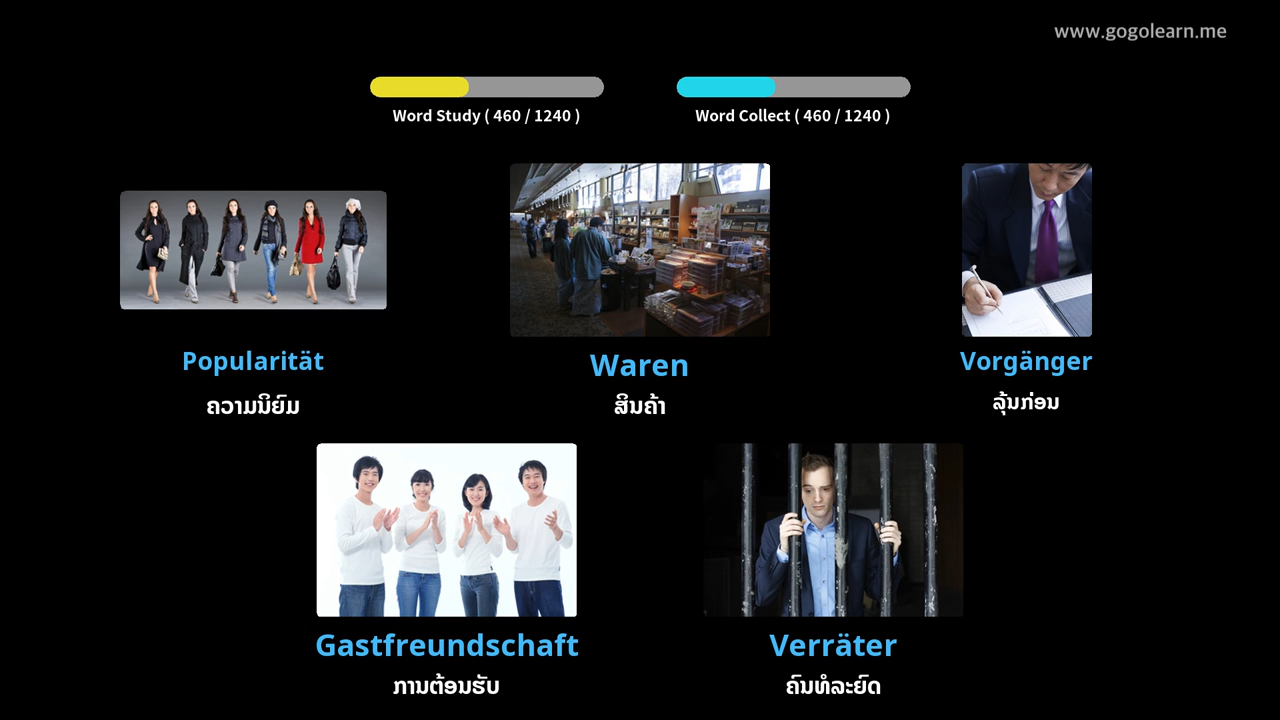 www.gogolearn.me
Word Study ( 460 / 1240 )
Word Collect ( 460 / 1240 )
Popularität
Waren
Vorgänger
ຄວາມນິຍົມ
ສິນຄ້າ
ລຸ້ນກ່ອນ
Gastfreundschaft
Verräter
ການຕ້ອນຮັບ
ຄົນທໍລະຍົດ